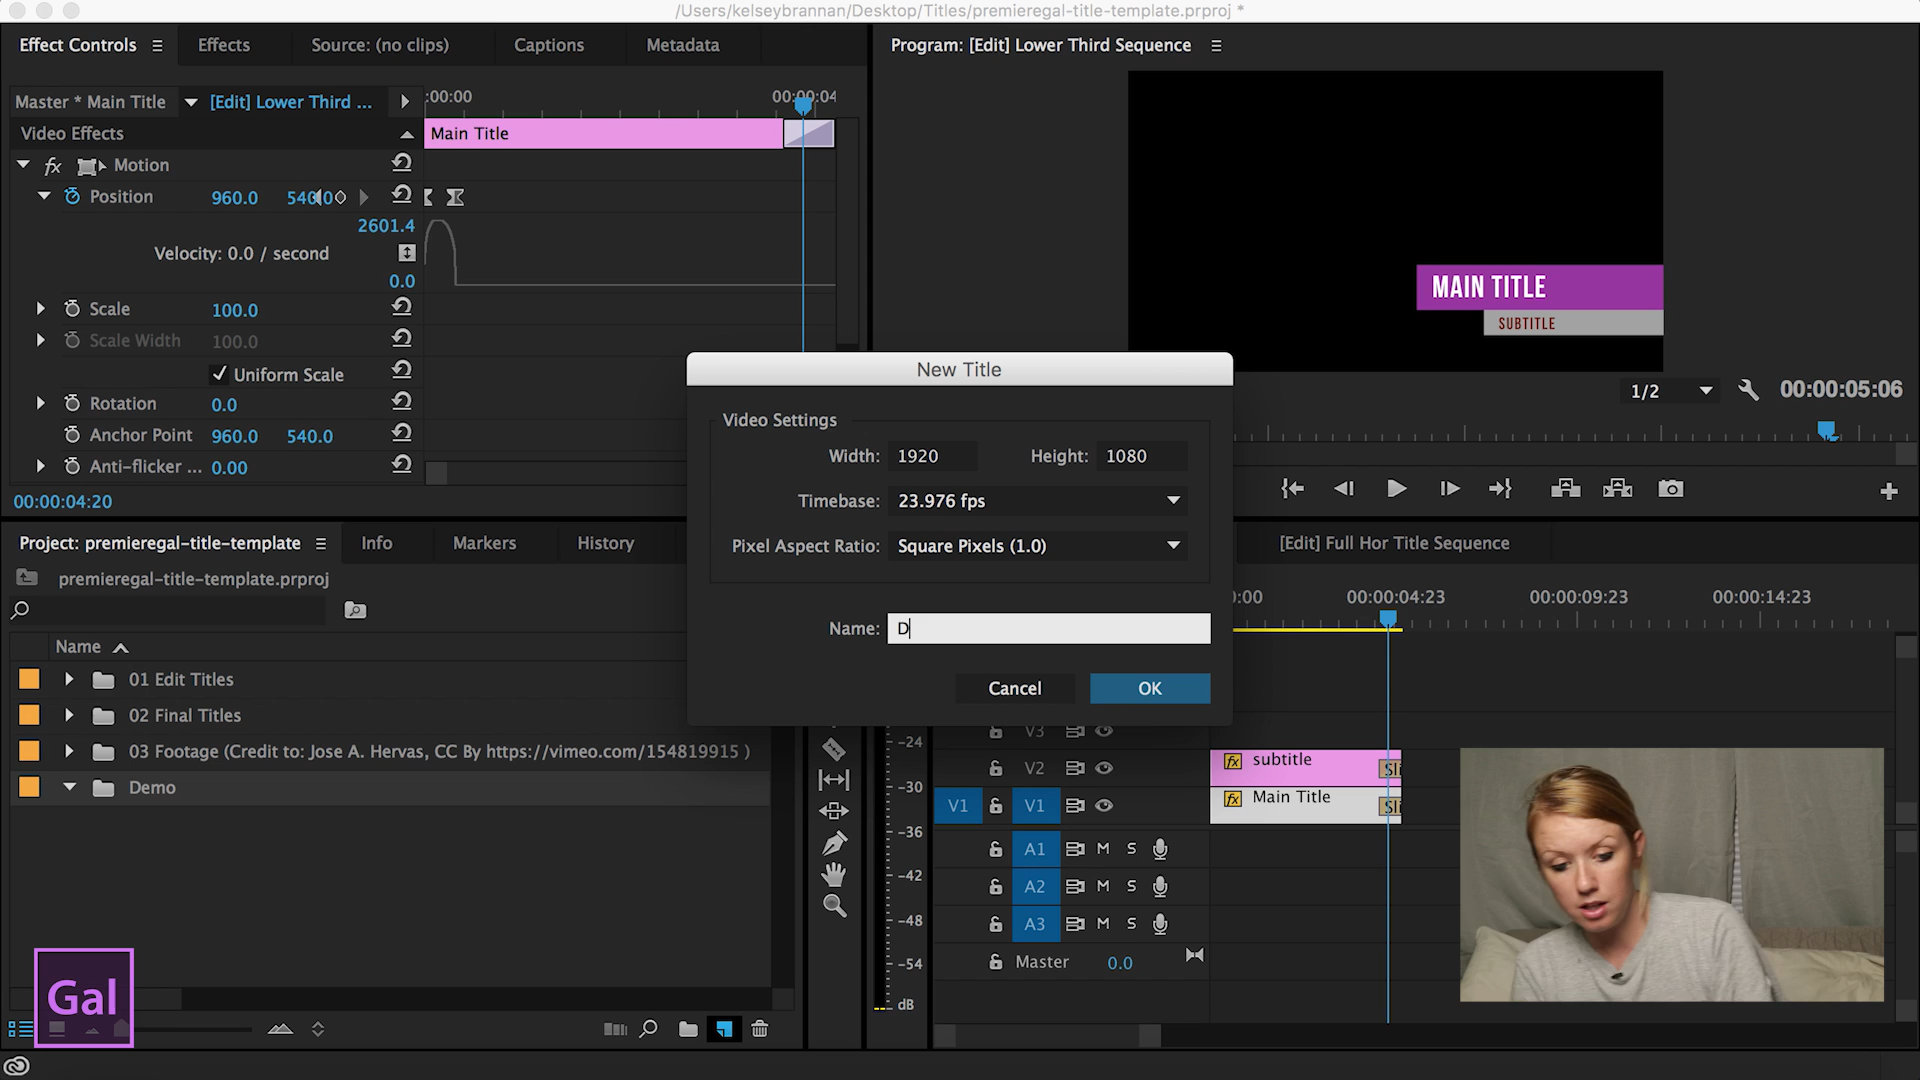 /Users/kelseybrannan/Desktop/Titles/premieregal-title-template.prproj *
Effect Controls Effects Source: (no clips) Captions Metadata
Program: [Edit] Lower Third Sequence
Master * Main Title [Edit] Lower Third ... :00:00 00:00:04
Video Effects Main Title
fx Motion
Position 960.0 540.0
2601.4
Velocity: 0.0 / second
0.0
Scale 100.0
Scale Width 100.0
Uniform Scale
Rotation 0.0
Anchor Point 960.0 540.0
Anti-flicker ... 0.00
00:00:04:20
MAIN TITLE
SUBTITLE
1/2 00:00:05:06
New Title
Video Settings
Width: 1920 Height: 1080
Timebase: 23.976 fps
Pixel Aspect Ratio: Square Pixels (1.0)
Name: D
Cancel OK
Project: premieregal-title-template Info Markers History
premieregal-title-template.prproj
Name
01 Edit Titles
02 Final Titles
03 Footage (Credit to: Jose A. Hervas, CC By https://vimeo.com/154819915 )
Demo
[Edit] Full Hor Title Sequence
0:00 00:00:04:23 00:00:09:23 00:00:14:23
-24
-30
-36
-42
-48
-54
dB
V3
V2 fx subtitle Sli
V1 V1 fx Main Title Sli
A1 M S
A2 M S
A3 M S
Master 0.0
Gal